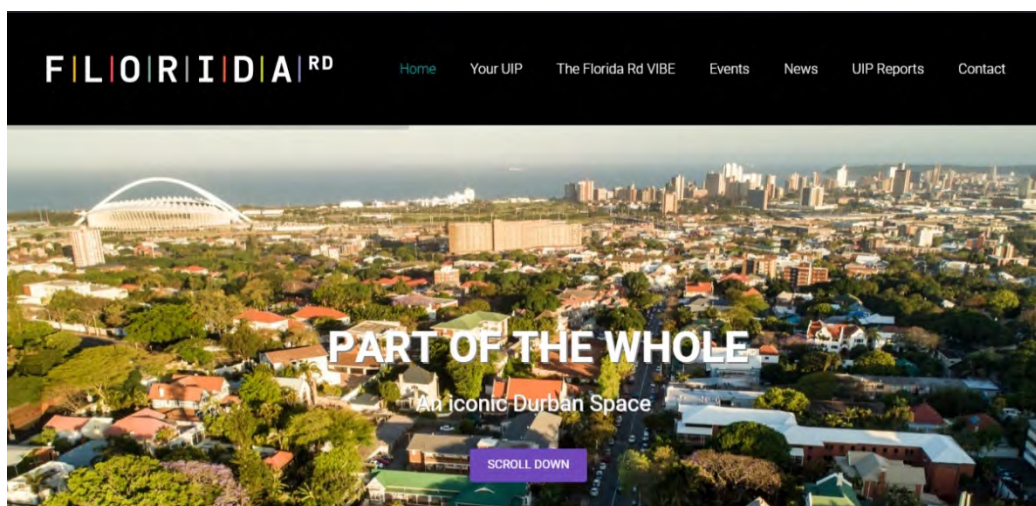 F|L|O|R|I|D|A|RD
Home Your UIP The Florida Rd VIBE Events News UIP Reports Contact
PART OF THE WHOLE
An iconic Durban Space
SCROLL DOWN